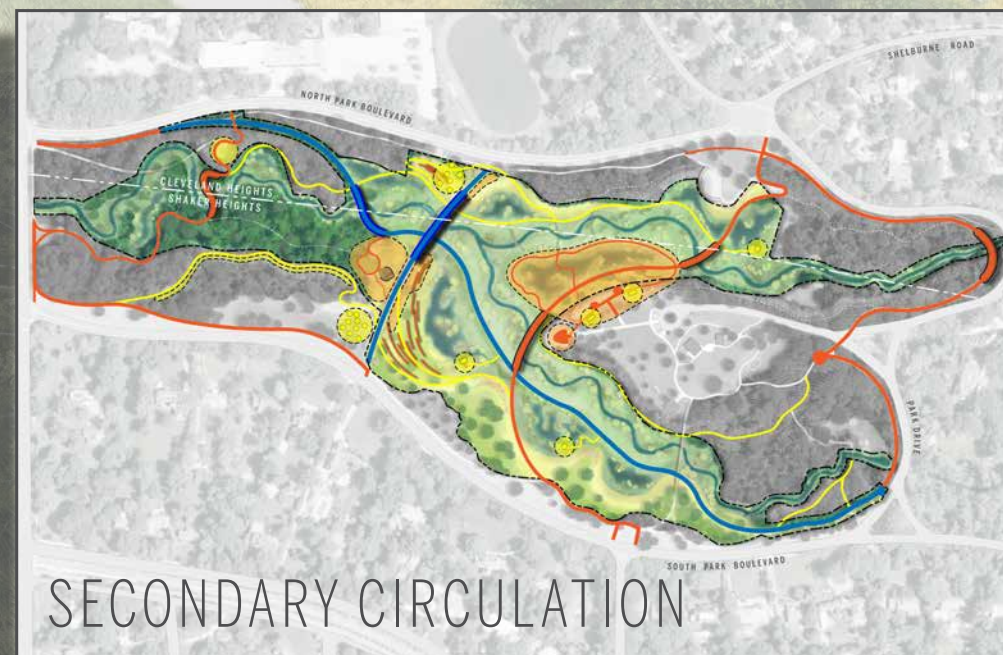 SHELBURNE ROAD
NORTH PARK BOULEVARD
CLEVELAND HEIGHTS
SHAKER HEIGHTS
PARK DRIVE
SOUTH PARK BOULEVARD
SECONDARY CIRCULATION